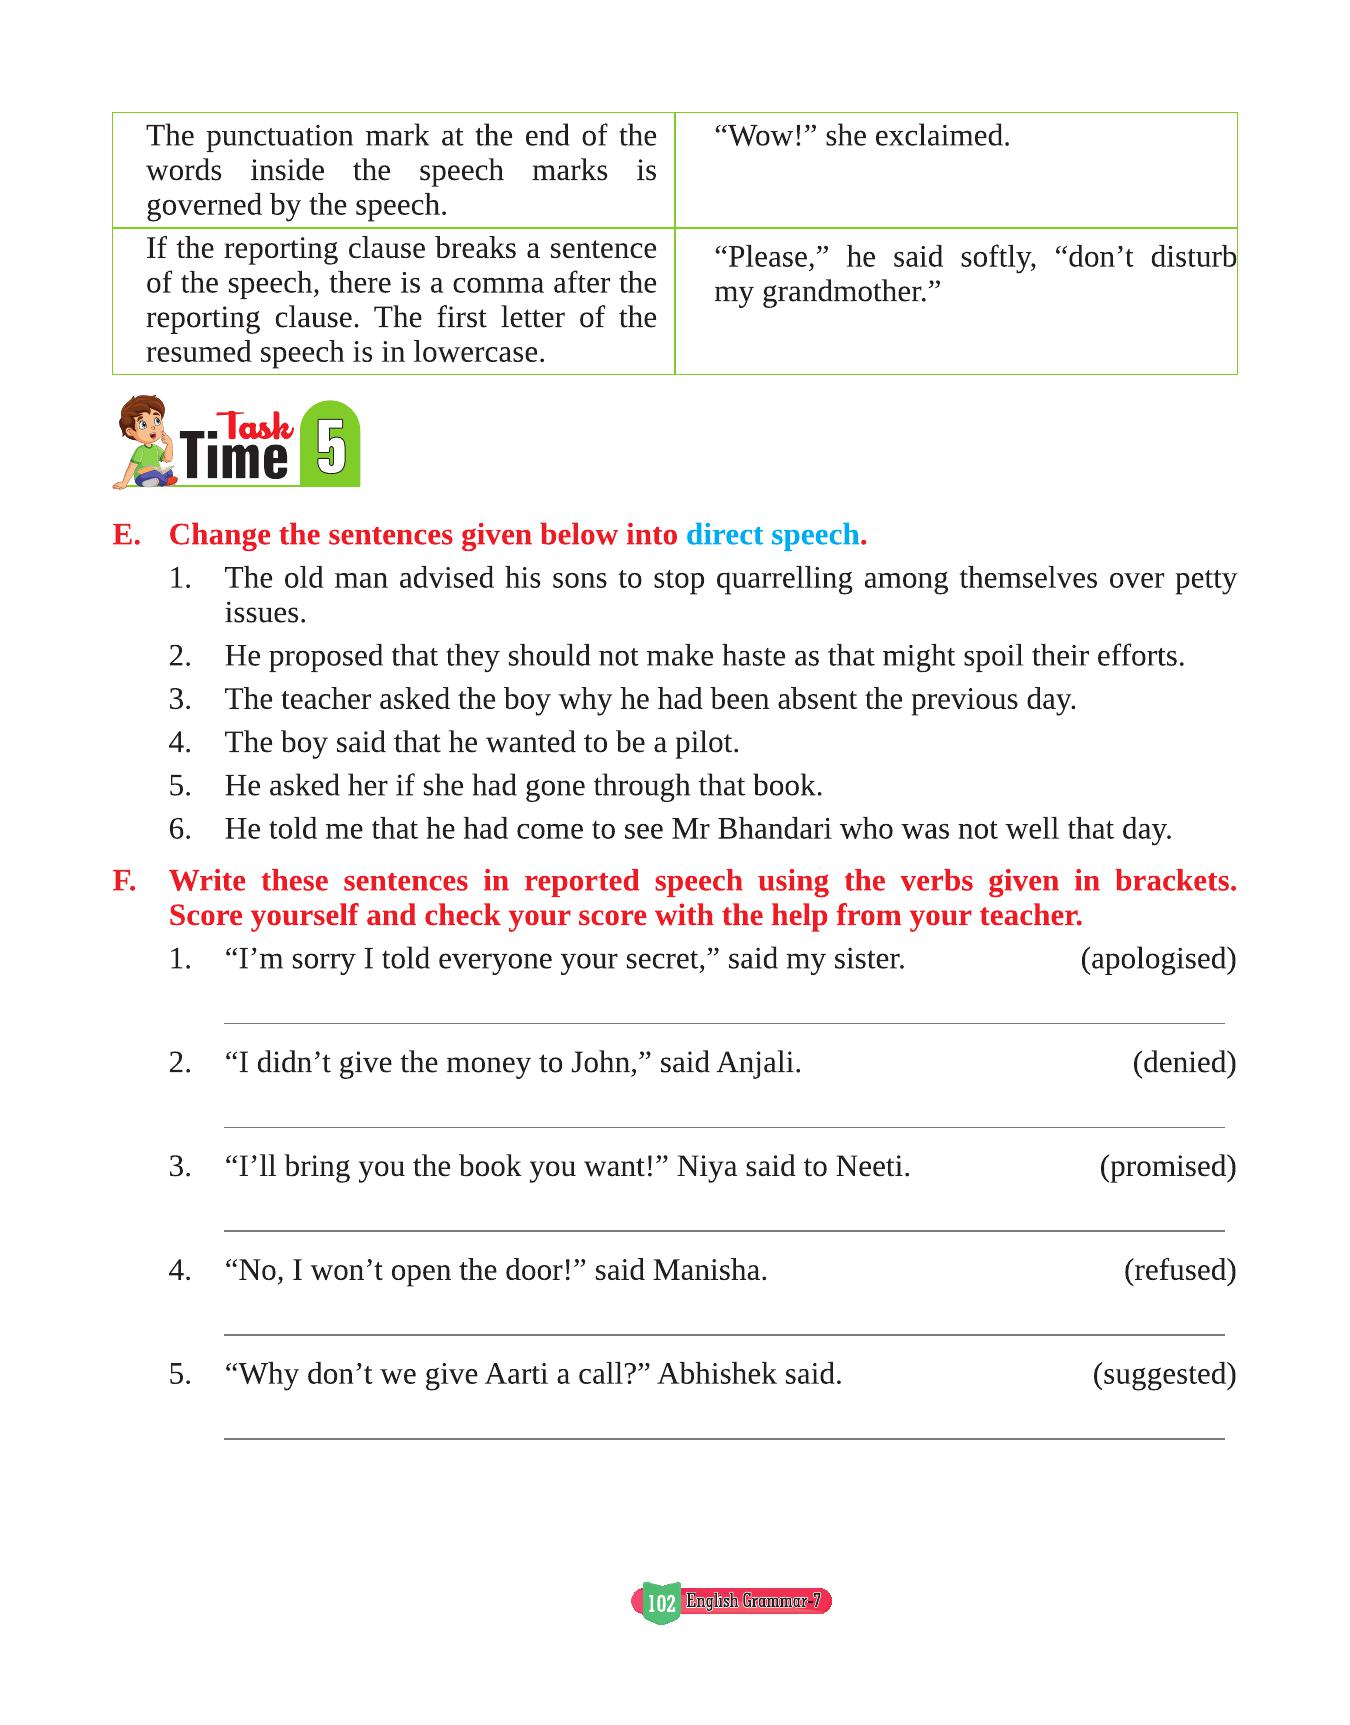 The punctuation mark at the end of the
words inside the speech marks is
governed by the speech.
“Wow!” she exclaimed.
If the reporting clause breaks a sentence
of the speech, there is a comma after the
reporting clause. The first letter of the
resumed speech is in lowercase.
“Please,” he said softly, “don’t disturb
my grandmother.”
Task
Time 5
E. Change the sentences given below into direct speech.
1. The old man advised his sons to stop quarrelling among themselves over petty
issues.
2. He proposed that they should not make haste as that might spoil their efforts.
3. The teacher asked the boy why he had been absent the previous day.
4. The boy said that he wanted to be a pilot.
5. He asked her if she had gone through that book.
6. He told me that he had come to see Mr Bhandari who was not well that day.
F. Write these sentences in reported speech using the verbs given in brackets.
Score yourself and check your score with the help from your teacher.
1. “I’m sorry I told everyone your secret,” said my sister. (apologised)
2. “I didn’t give the money to John,” said Anjali. (denied)
3. “I’ll bring you the book you want!” Niya said to Neeti. (promised)
4. “No, I won’t open the door!” said Manisha. (refused)
5. “Why don’t we give Aarti a call?” Abhishek said. (suggested)
102 English Grammar-7